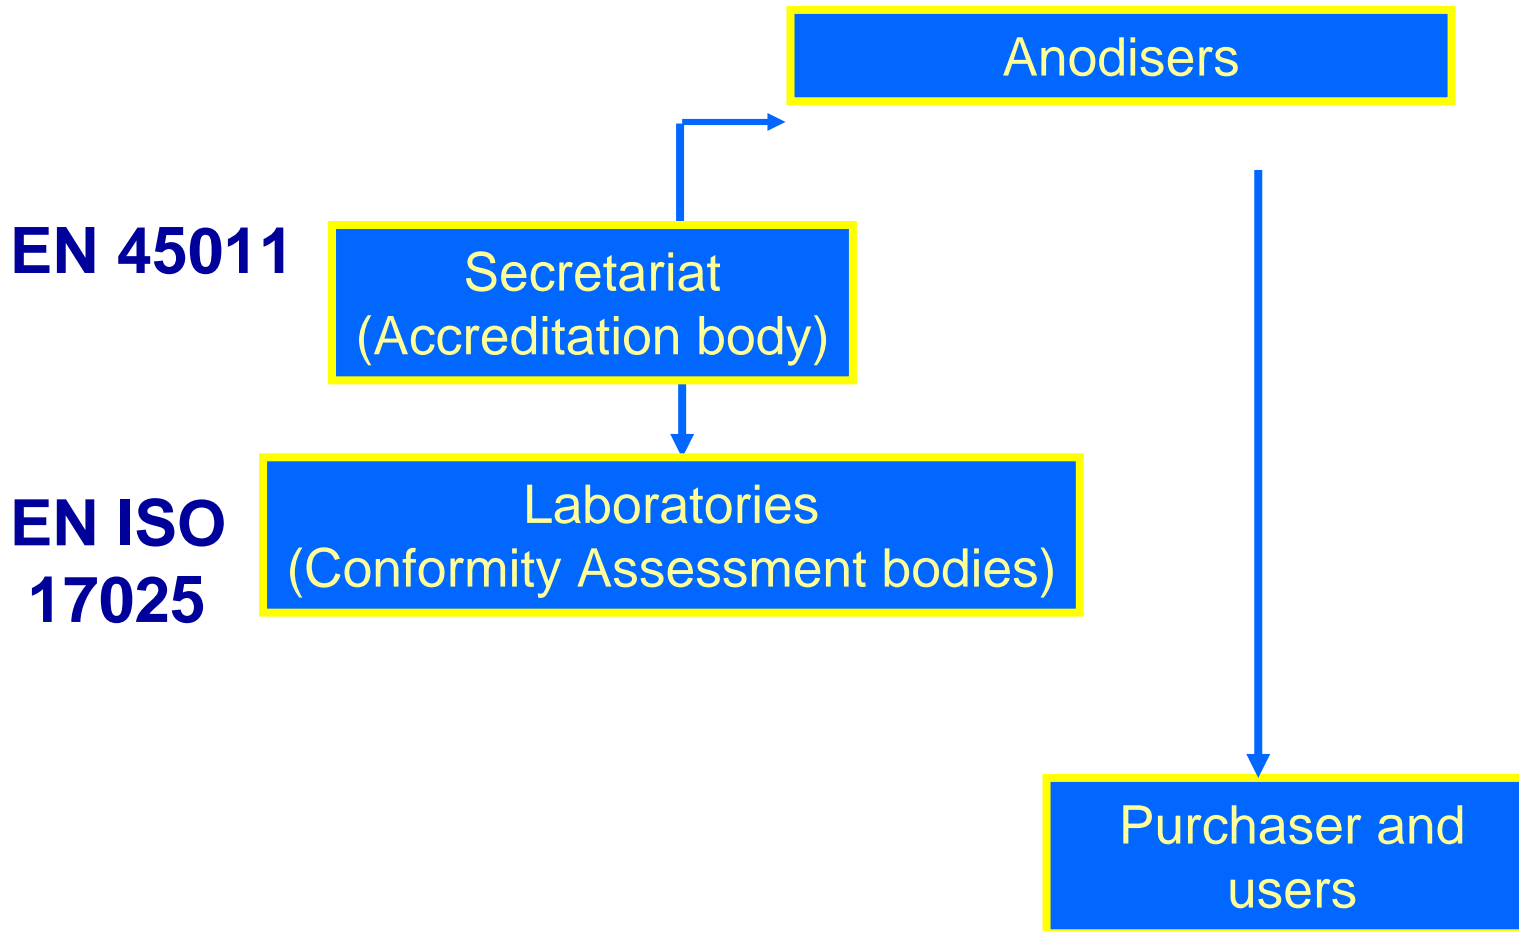 Anodisers
EN 45011
Secretariat
(Accreditation body)
EN ISO
17025
Laboratories
(Conformity Assessment bodies)
Purchaser and
users